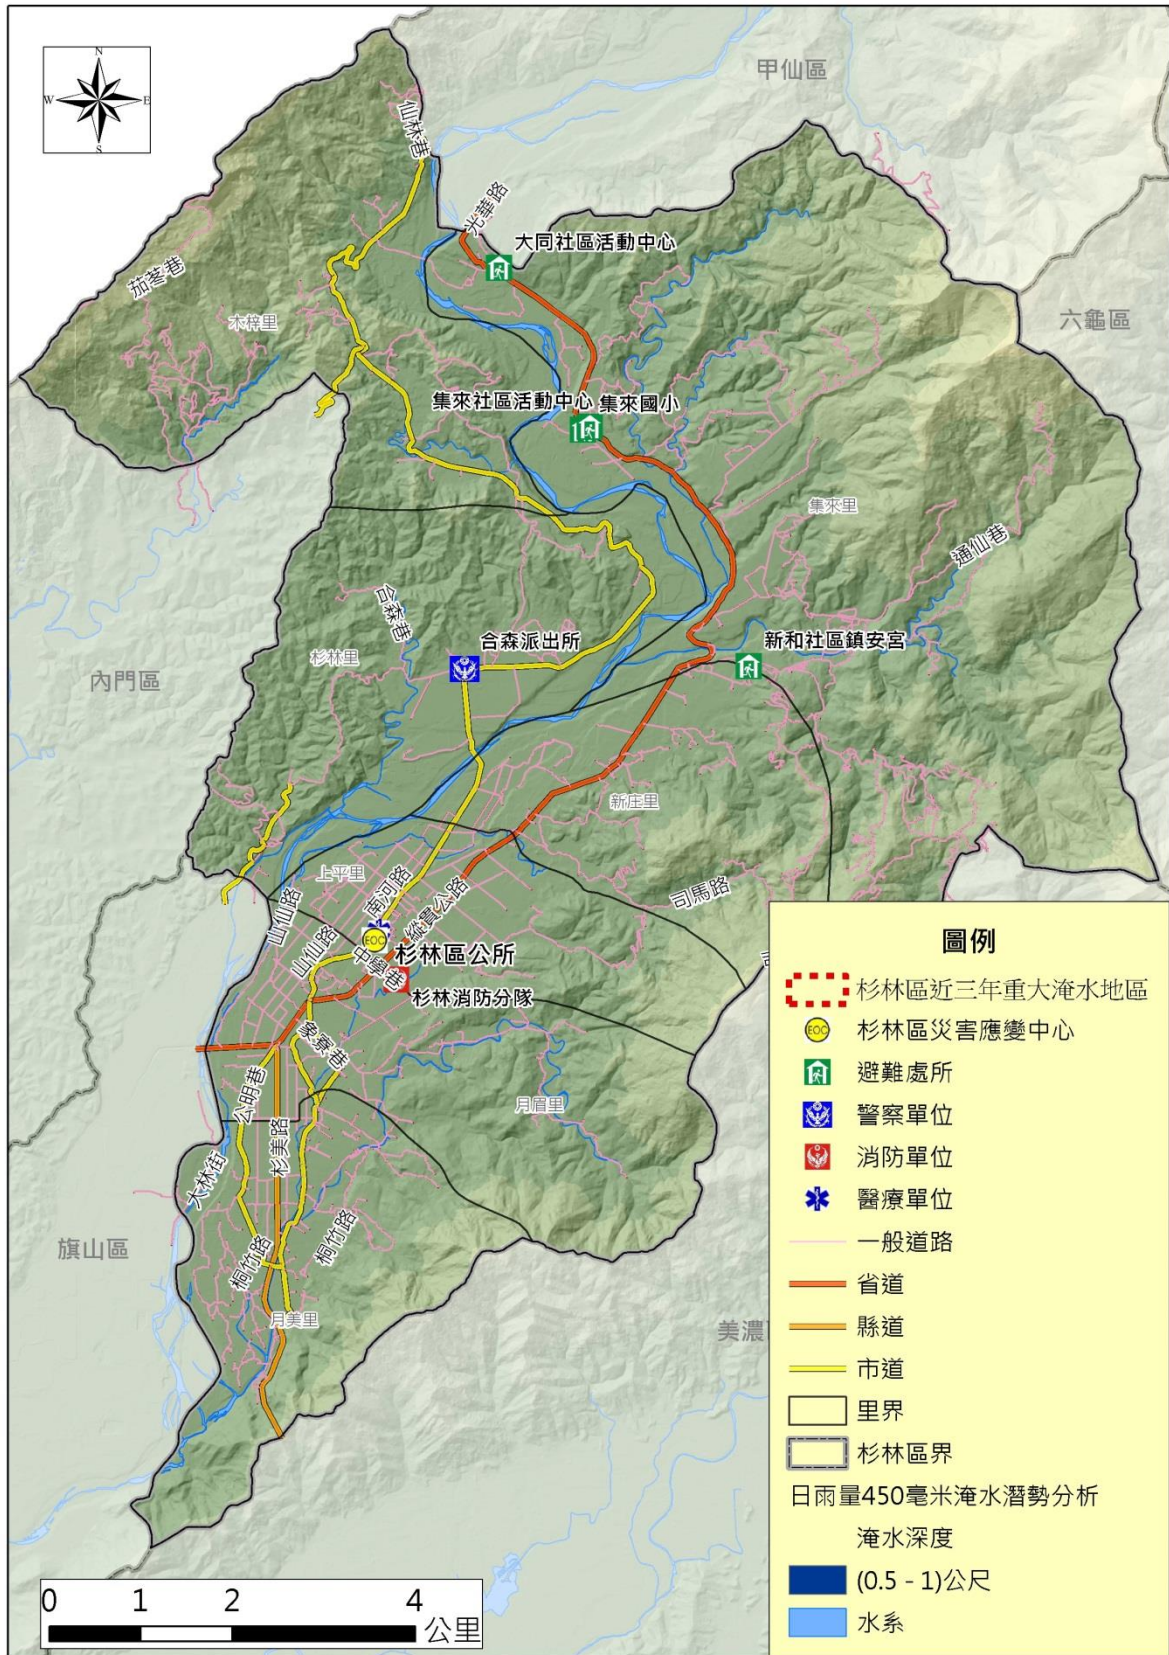 N
W
E
S
甲仙區
仙林巷
光華路
大同社區活動中心
茄苳巷
木梓里
六龜區
集來社區活動中心
集來國小
集來里
通仙巷
合森巷
合森派出所
新和社區鎮安宮
杉林里
內門區
新庄里
上平里
南河路
縱貫公路
司馬路
山仙路
山仙路
EOC
中學巷
杉林區公所
杉林消防分隊
象寮巷
公明巷
杉美路
月眉里
大林街
桐竹路
桐竹路
旗山區
月美里
美濃
圖例
杉林區近三年重大淹水地區
EOC
杉林區災害應變中心
避難處所
警察單位
消防單位
醫療單位
一般道路
省道
縣道
市道
里界
杉林區界
日雨量450毫米淹水潛勢分析
淹水深度
(0.5 - 1)公尺
水系
0 1 2 4
公里